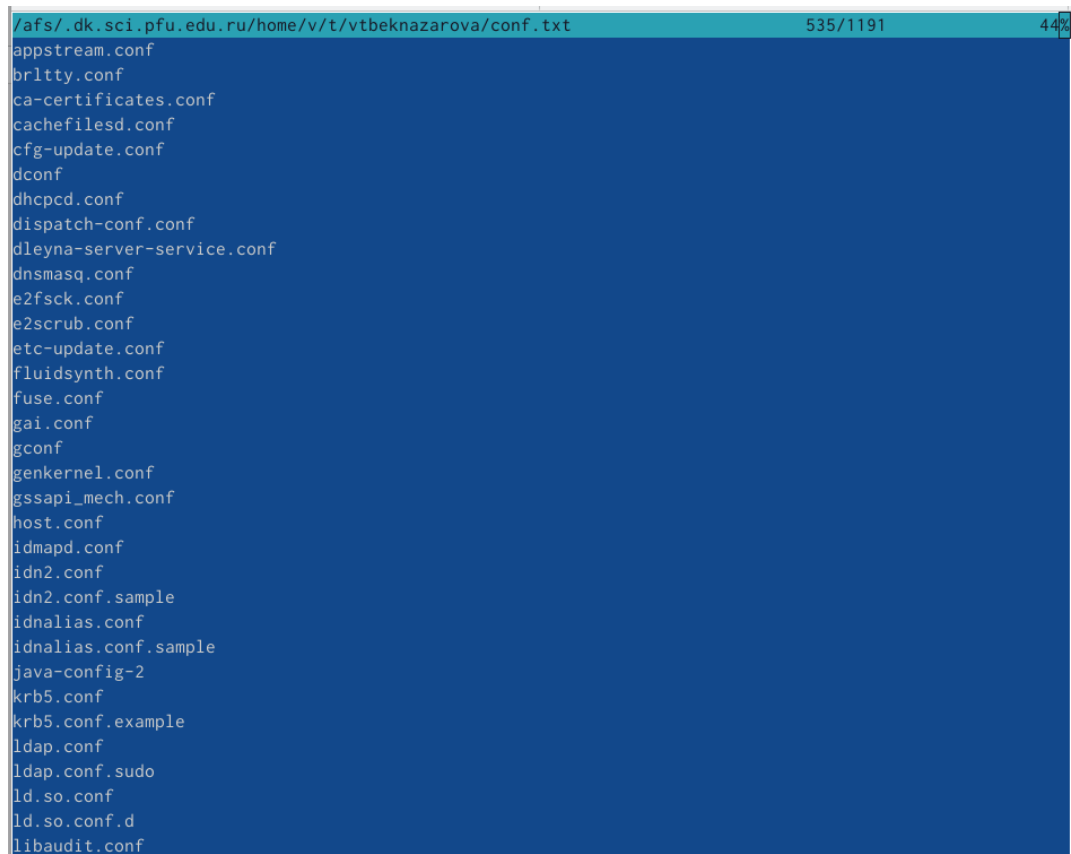 /afs/.dk.sci.pfu.edu.ru/home/v/t/vtbeknazarova/conf.txt 535/1191 44%
appstream.conf
brltty.conf
ca-certificates.conf
cachefilesd.conf
cfg-update.conf
dconf
dhcpcd.conf
dispatch-conf.conf
dleyna-server-service.conf
dnsmasq.conf
e2fsck.conf
e2scrub.conf
etc-update.conf
fluidsynth.conf
fuse.conf
gai.conf
gconf
genkernel.conf
gssapi_mech.conf
host.conf
idmapd.conf
idn2.conf
idn2.conf.sample
idnalias.conf
idnalias.conf.sample
java-config-2
krb5.conf
krb5.conf.example
ldap.conf
ldap.conf.sudo
ld.so.conf
ld.so.conf.d
libaudit.conf